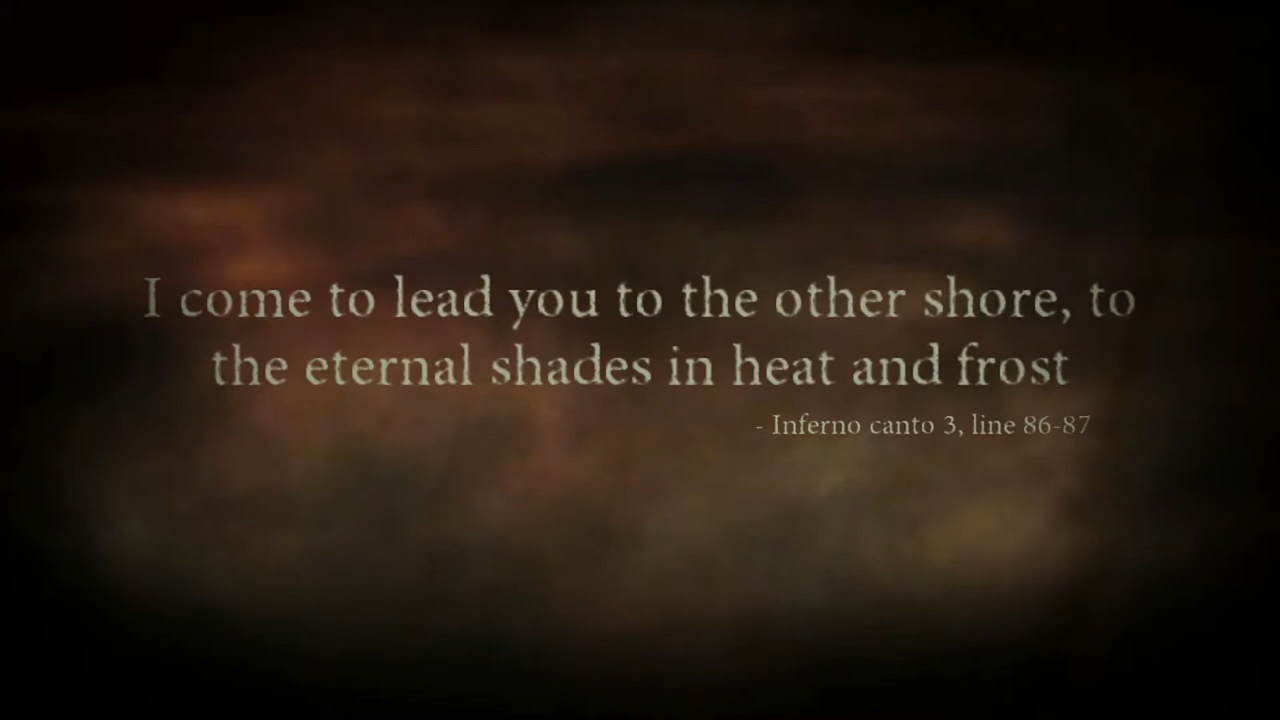 I come to lead you to the other shore, to
the eternal shades in heat and frost
- Inferno canto 3, line 86-87